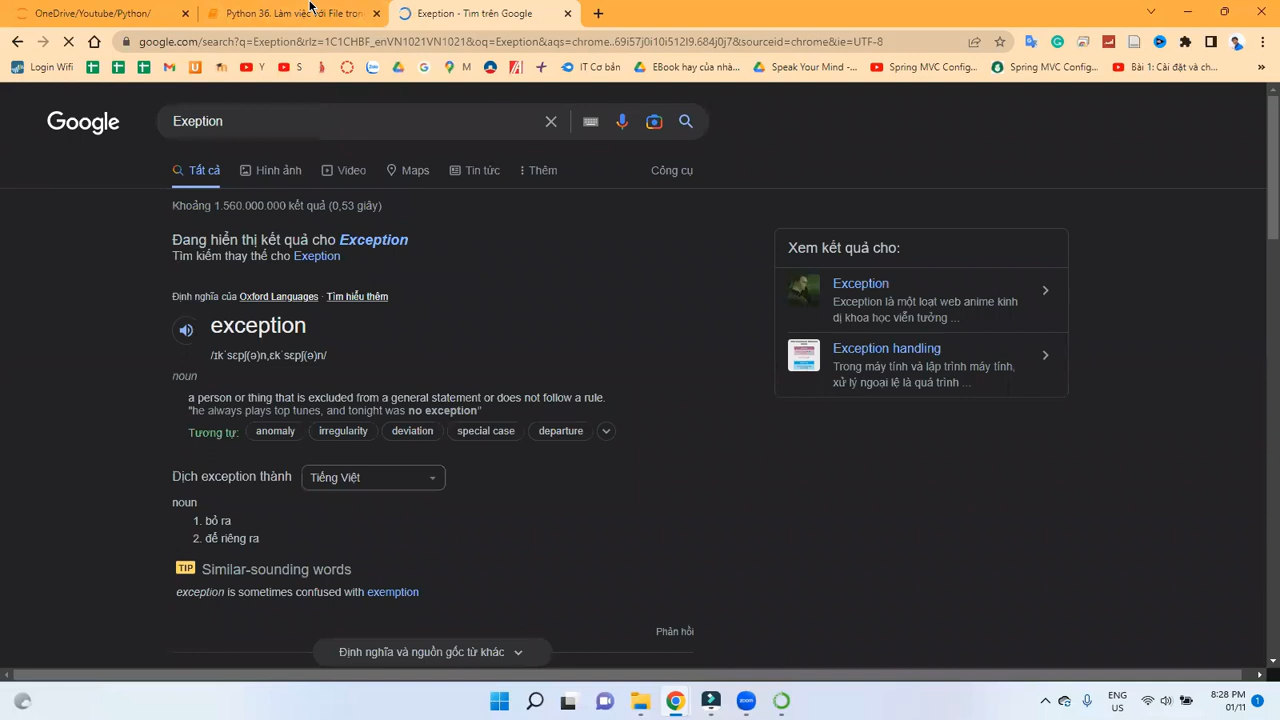 OneDrive/Youtube/Python/
Python 36. Làm việc với File tron
Exeption - Tìm trên Google
google.com/search?q=Exeption&rlz=1C1CHBF_enVN1021VN1021&oq=Exeption&aqs=chrome..69i57j0i10i512l9.684j0j7&sourceid=chrome&ie=UTF-8
Login Wifi
Y
S
M
IT Cơ bản
EBook hay của nhà...
Speak Your Mind -...
Spring MVC Config...
Spring MVC Config...
Bài 1: Cài đặt và ch...
Google
Exeption
Tất cả
Hình ảnh
Video
Maps
Tin tức
Thêm
Công cụ
Khoảng 1.560.000.000 kết quả (0,53 giây)
Đang hiển thị kết quả cho Exception
Tìm kiếm thay thế cho Exeption
Định nghĩa của Oxford Languages · Tìm hiểu thêm
exception
/ɪkˈsɛpʃ(ə)n,ɛkˈsɛpʃ(ə)n/
noun
a person or thing that is excluded from a general statement or does not follow a rule.
"he always plays top tunes, and tonight was no exception"
Tương tự:
anomaly
irregularity
deviation
special case
departure
Dịch exception thành
Tiếng Việt
noun
1. bỏ ra
2. để riêng ra
TIP
Similar-sounding words
exception is sometimes confused with exemption
Phản hồi
Định nghĩa và nguồn gốc từ khác
Xem kết quả cho:
Exception
Exception là một loạt web anime kinh
dị khoa học viễn tưởng ...
Exception handling
Trong máy tính và lập trình máy tính,
xử lý ngoại lệ là quá trình ...
zoom
ENG
US
8:28 PM
01/11
1